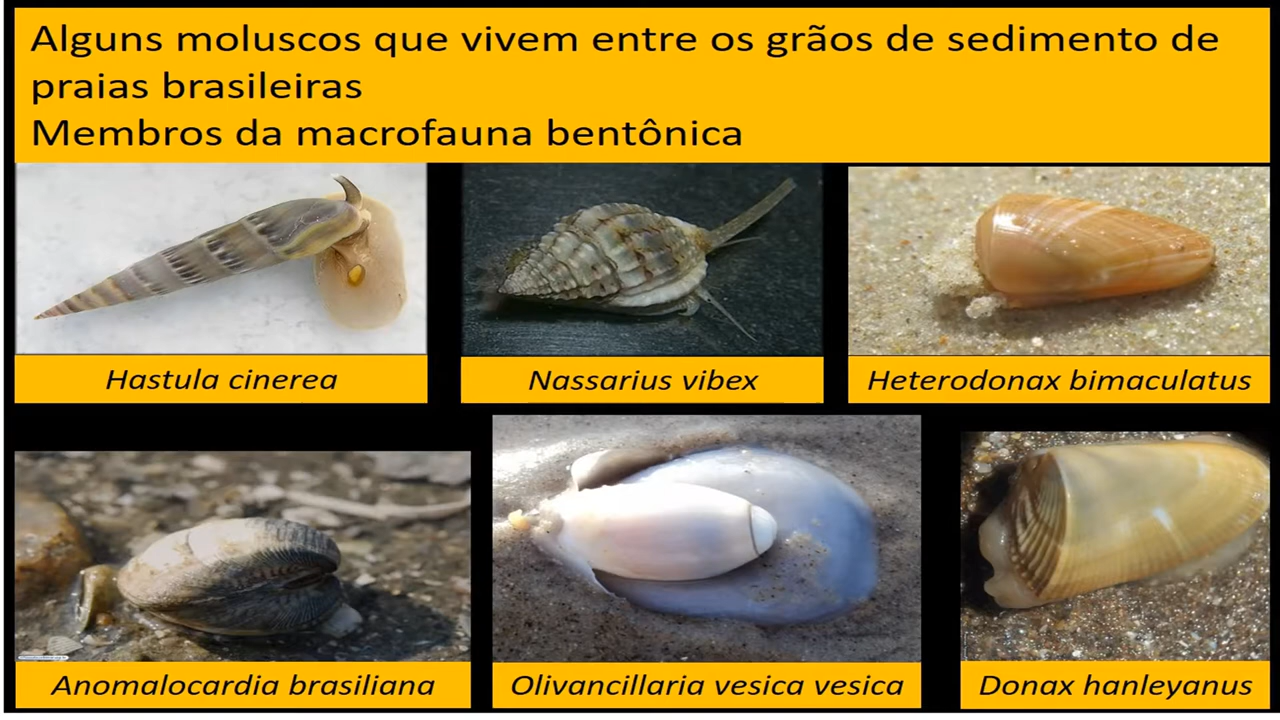 Alguns moluscos que vivem entre os grãos de sedimento de
praias brasileiras
Membros da macrofauna bentônica
Hastula cinerea
Nassarius vibex
Heterodonax bimaculatus
Anomalocardia brasiliana
Olivancillaria vesica vesica
Donax hanleyanus